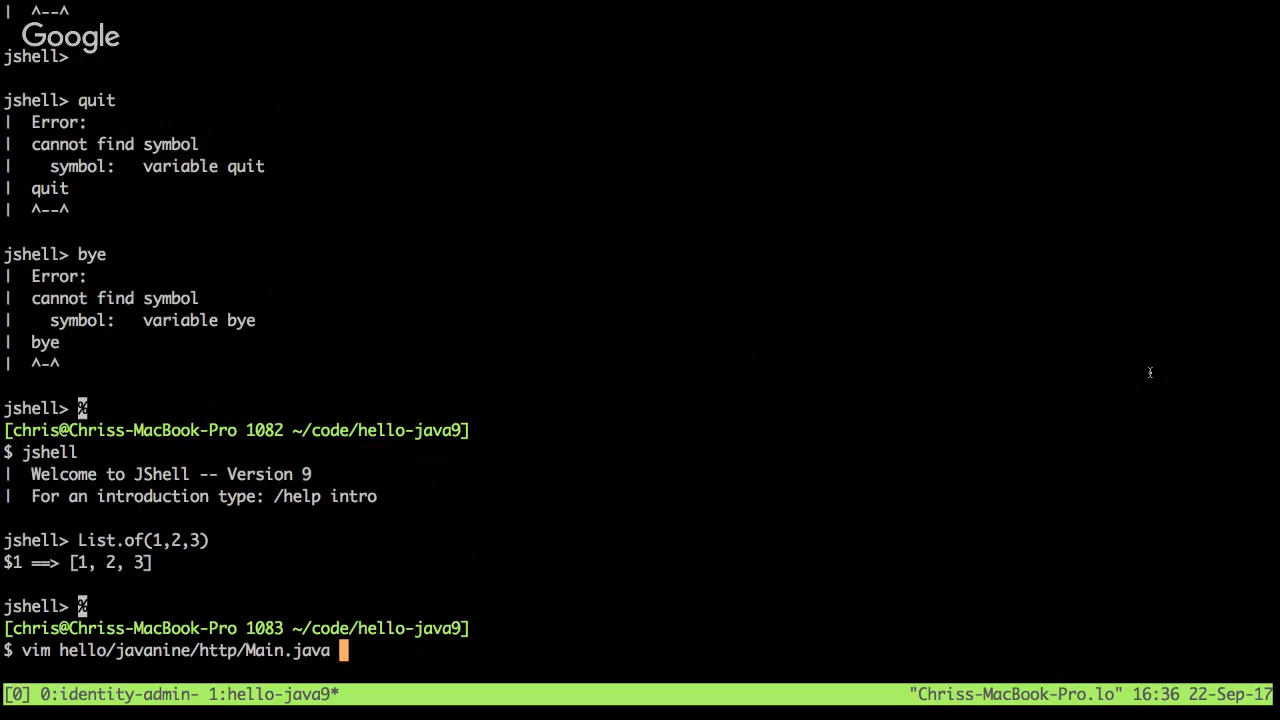 |  ^--^
Google
jshell>
jshell> quit
|  Error:
|  cannot find symbol
|    symbol:   variable quit
|  quit
|  ^--^
jshell> bye
|  Error:
|  cannot find symbol
|    symbol:   variable bye
|  bye
|  ^-^
jshell> %
[chris@Chriss-MacBook-Pro 1082 ~/code/hello-java9]
$ jshell
|  Welcome to JShell -- Version 9
|  For an introduction type: /help intro
jshell> List.of(1,2,3)
$1 ==> [1, 2, 3]
jshell> %
[chris@Chriss-MacBook-Pro 1083 ~/code/hello-java9]
$ vim hello/javanine/http/Main.java
[0] 0:identity-admin- 1:hello-java9* "Chriss-MacBook-Pro.lo" 16:36 22-Sep-17